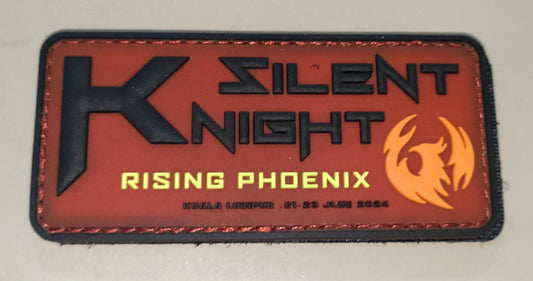 SILENT
KNIGHT
RISING PHOENIX
KUALA LUMPUR . 21-23 JUNE 2024